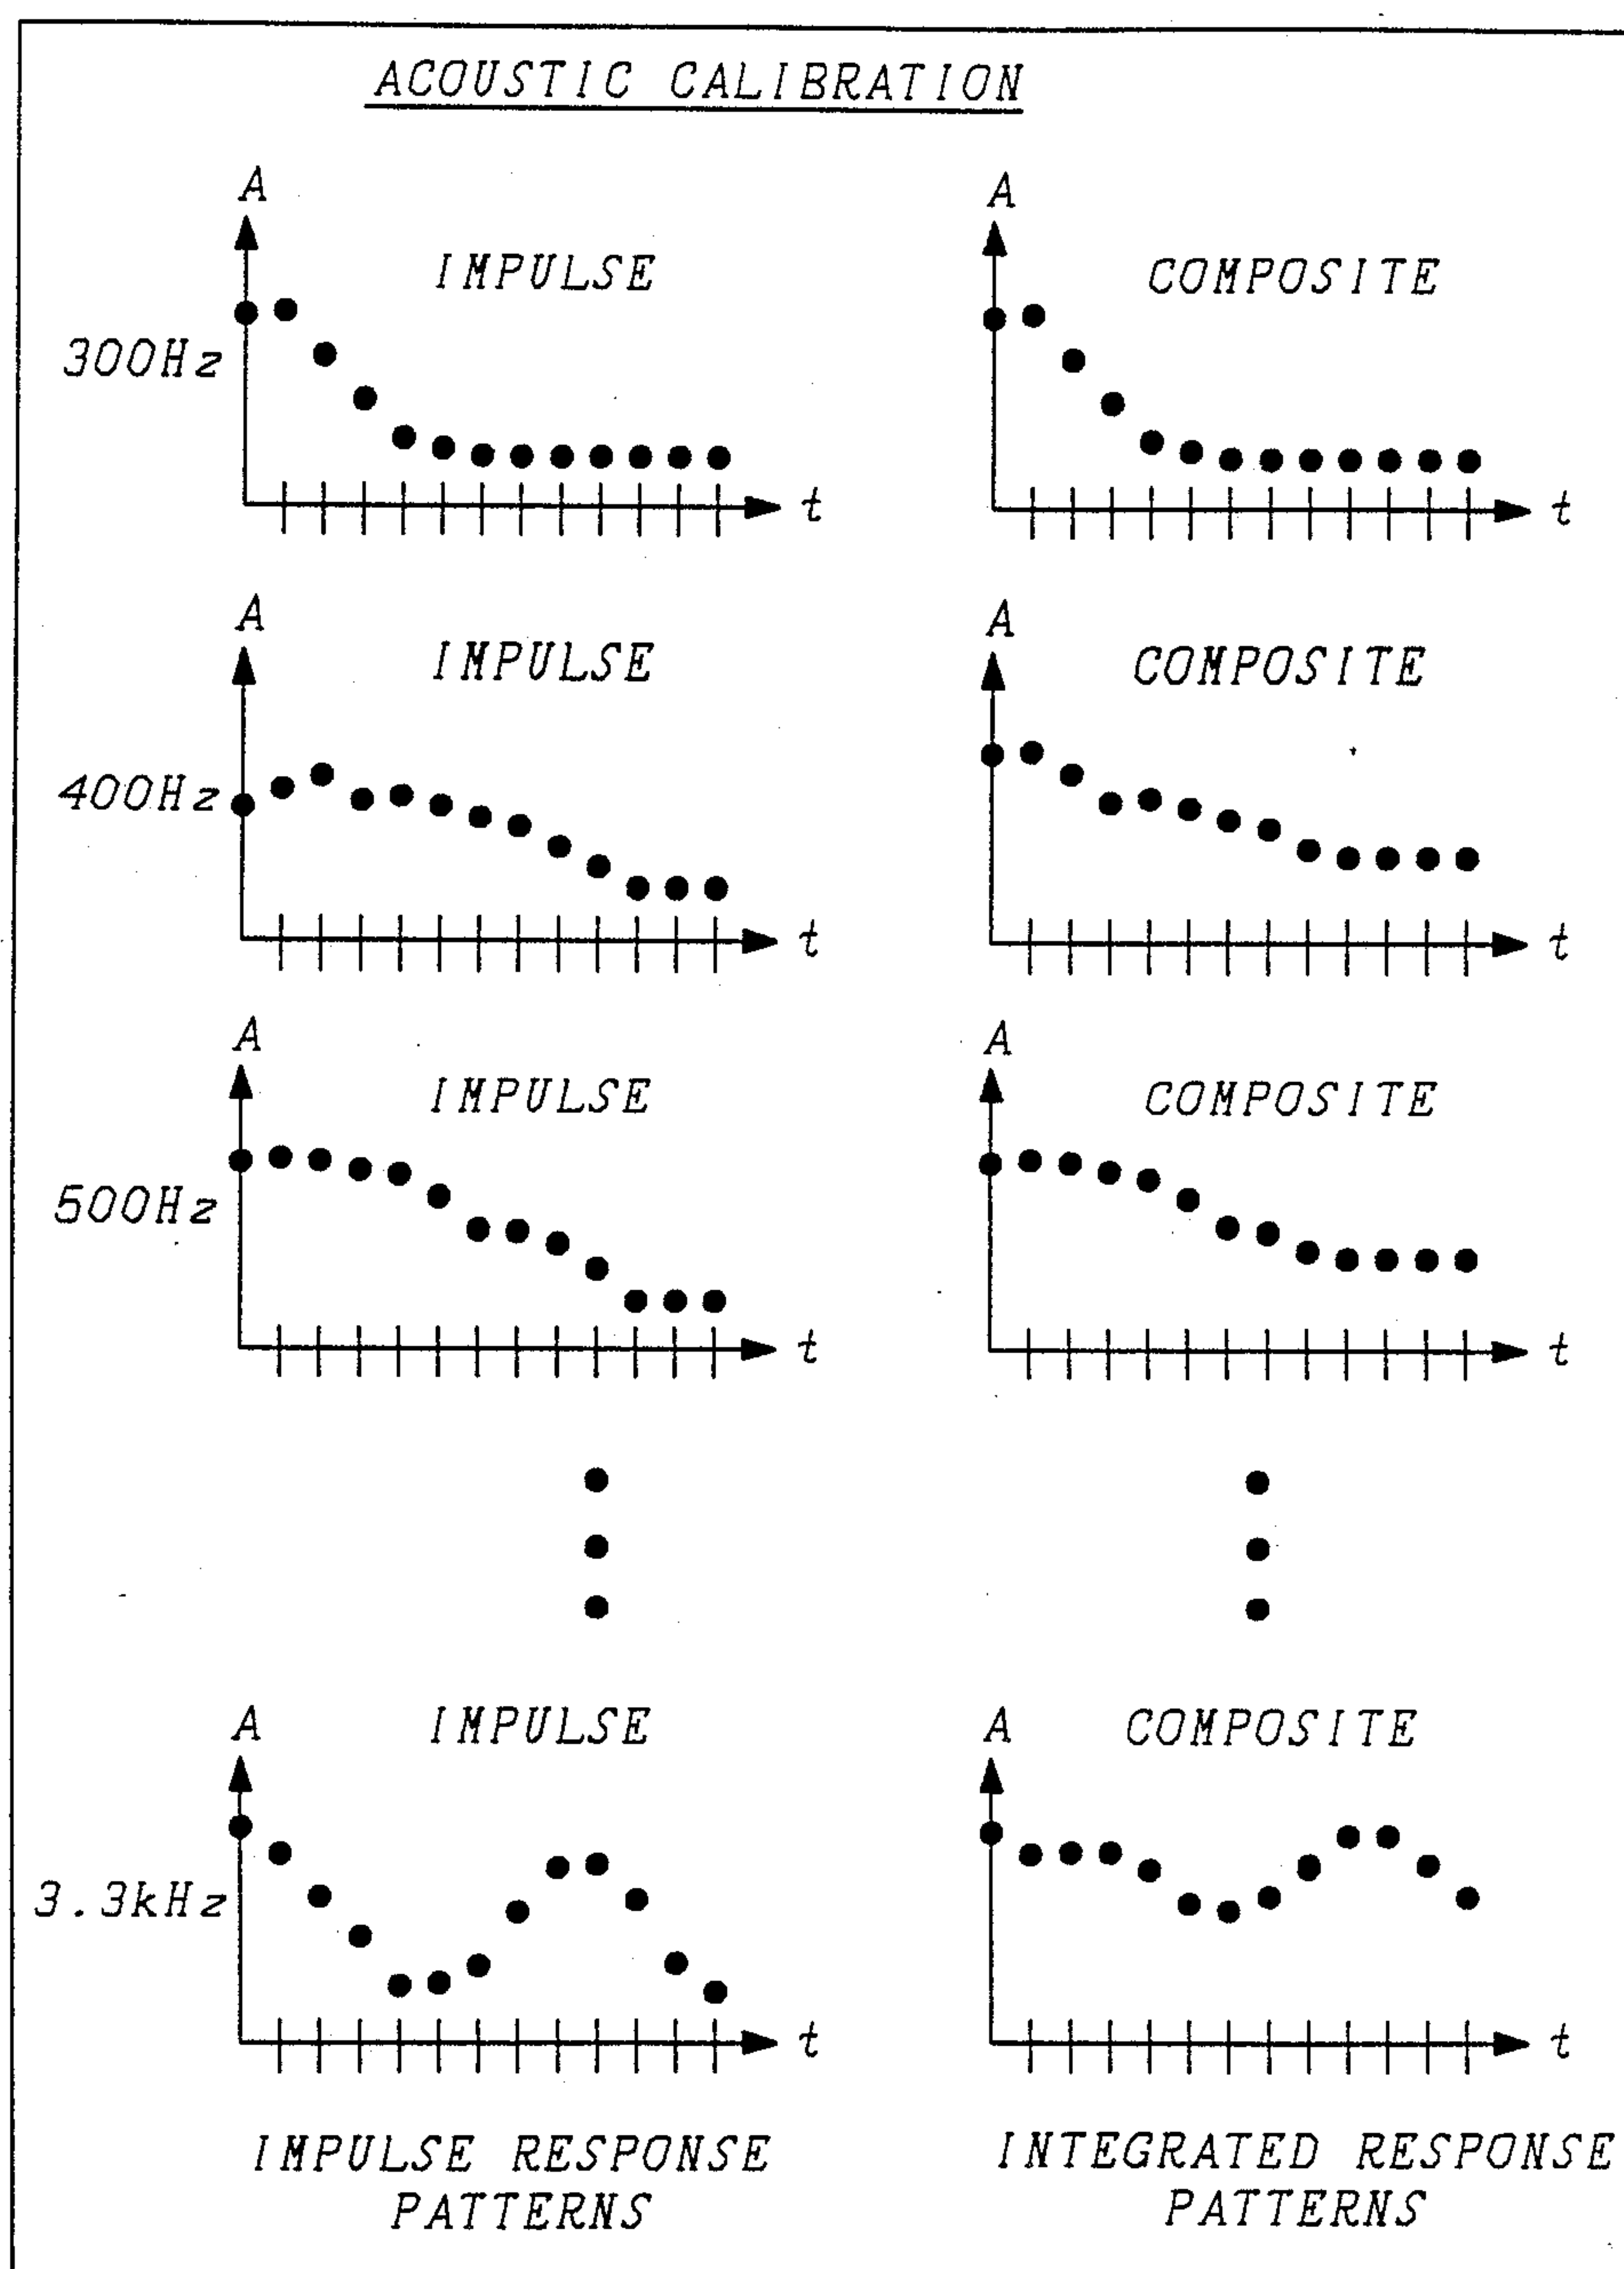 ACOUSTIC CALIBRATION
A
A
IMPULSE
COMPOSITE
300Hz
t
t
A
A
IMPULSE
COMPOSITE
400Hz
t
t
A
A
IMPULSE
COMPOSITE
500Hz
t
t
A
IMPULSE
A
COMPOSITE
3.3kHz
t
t
IMPULSE RESPONSE
PATTERNS
INTEGRATED RESPONSE
PATTERNS